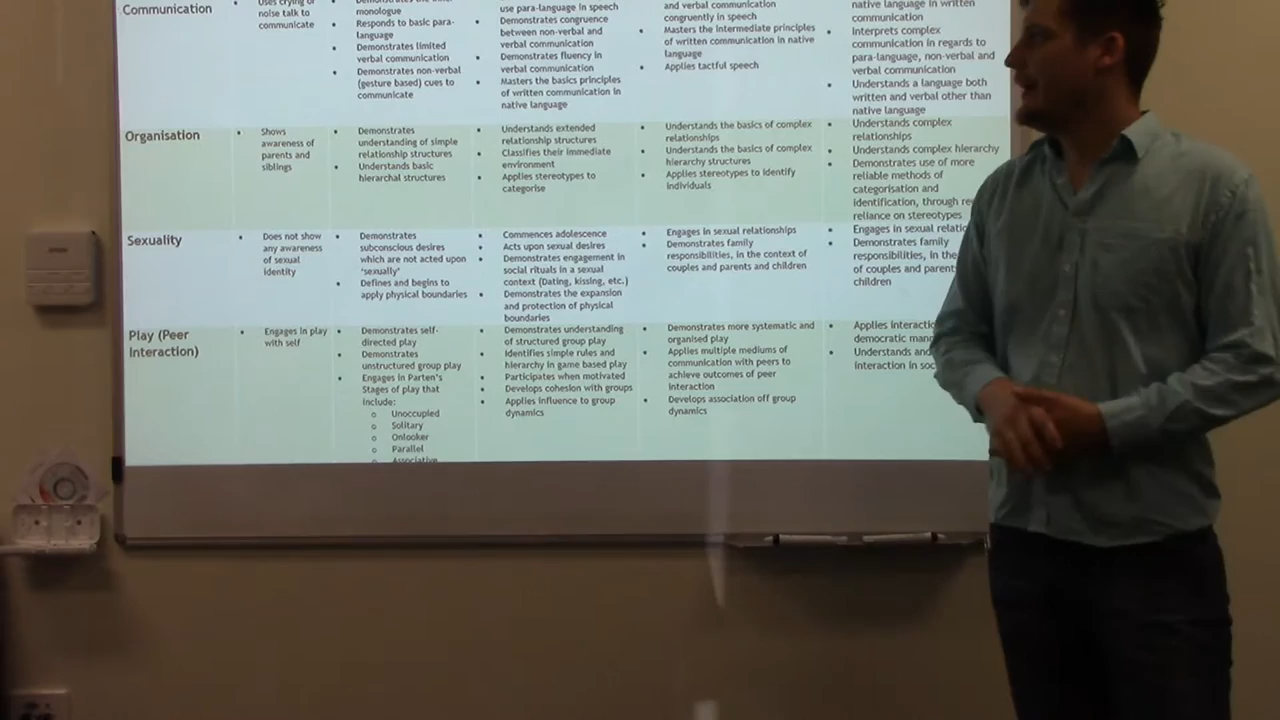 Communication
Uses crying or
noise talk to
communicate
monologue
Responds to basic para-
language
Demonstrates limited
verbal communication
Demonstrates non-verbal
(gesture based) cues to
communicate
use para-language in speech
Demonstrates congruence
between non-verbal and
verbal communication
Demonstrates fluency in
verbal communication
Masters the basics principles
of written communication in
native language
and verbal communication
congruently in speech
Masters the intermediate principles
of written communication in native
language
Applies tactful speech
native language in written
communication
Interprets complex
communication in regards to
para-language, non-verbal and
verbal communication
Understands a language both
written and verbal other than
native language
Organisation
Shows
awareness of
parents and
siblings
Demonstrates
understanding of simple
relationship structures
Understands basic
hierarchal structures
Understands extended
relationship structures
Classifies their immediate
environment
Applies stereotypes to
categorise
Understands the basics of complex
relationships
Understands the basics of complex
hierarchy structures
Applies stereotypes to identify
individuals
Understands complex
relationships
Understands complex hierarchy
Demonstrates use of more
reliable methods of
categorisation and
identification, through re
reliance on stereotypes
Sexuality
Does not show
any awareness
of sexual
identity
Demonstrates
subconscious desires
which are not acted upon
'sexually'
Defines and begins to
apply physical boundaries
Commences adolescence
Acts upon sexual desires
Demonstrates engagement in
social rituals in a sexual
context (Dating, kissing, etc.)
Demonstrates the expansion
and protection of physical
boundaries
Engages in sexual relationships
Demonstrates family
responsibilities, in the context of
couples and parents and children
Engages in sexual relatio
Demonstrates family
responsibilities, in the
of couples and parent
children
Play (Peer
Interaction)
Engages in play
with self
Demonstrates self-
directed play
Demonstrates
unstructured group play
Engages in Parten's
Stages of play that
include:
Unoccupied
Solitary
Onlooker
Parallel
Associative
Demonstrates understanding
of structured group play
Identifies simple rules and
hierarchy in game based play
Participates when motivated
Develops cohesion with groups
Applies influence to group
dynamics
Demonstrates more systematic and
organised play
Applies multiple mediums of
communication with peers to
achieve outcomes of peer
interaction
Develops association off group
dynamics
Applies interactio
democratic man
Understands and
interaction in soc